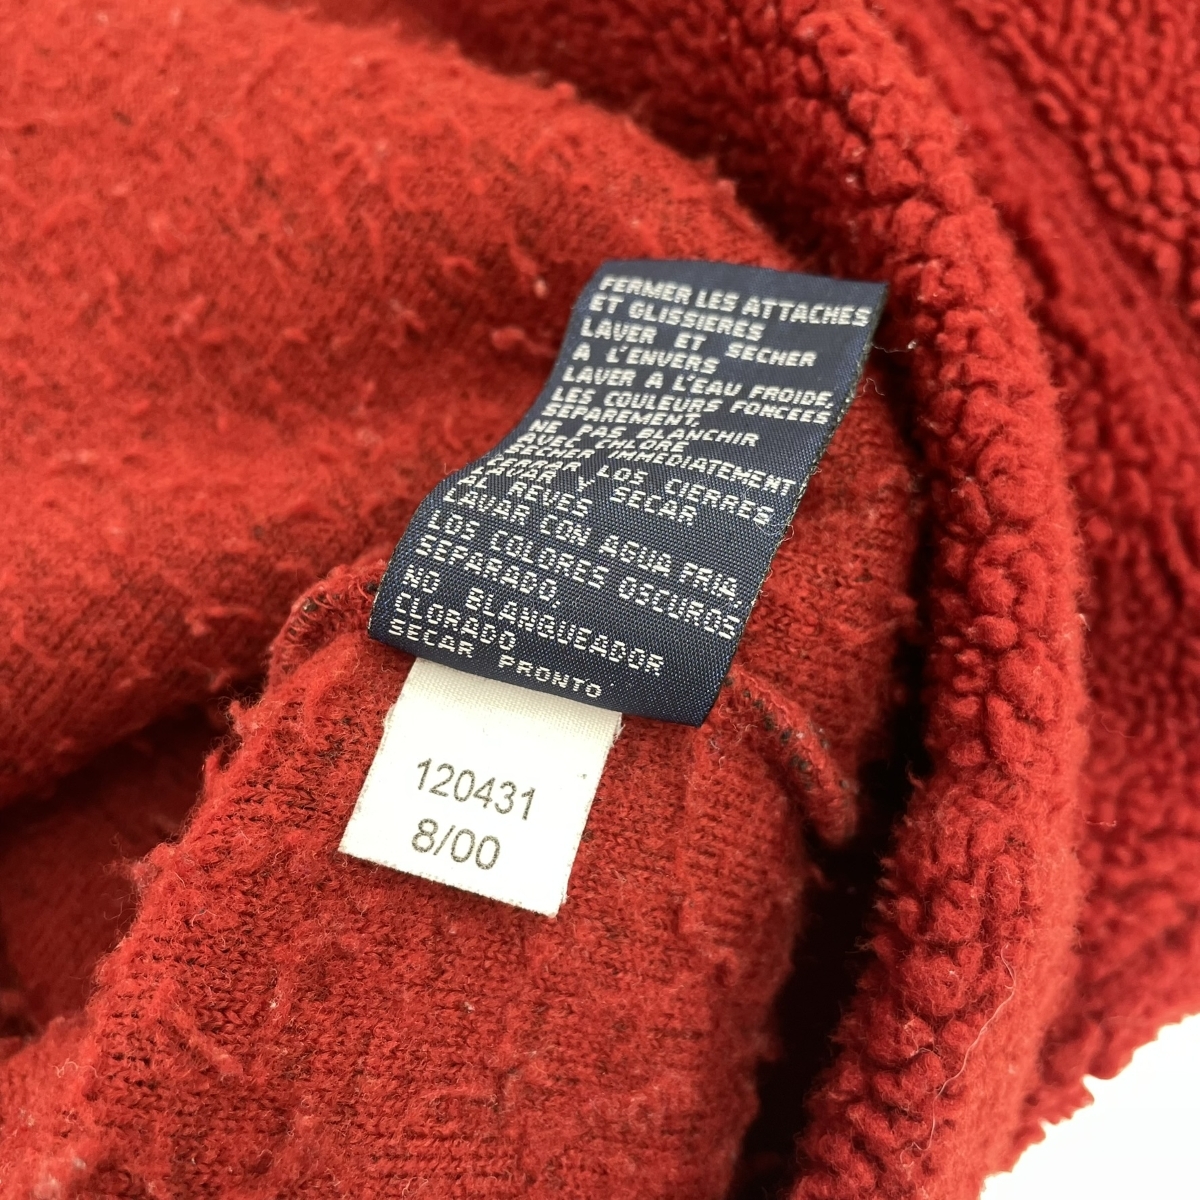 FERMER LES ATTACHES
ET GLISSIERES
LAVER ET SECHER
A L'ENVERS
LAVER A L'EAU FROIDE,
LES COULEURS FONCEES
SEPAREMENT.
NE PAS BLANCHIR
AVEC CHLORE
SECHER IMMEDIATEMENT
CERRAR LOS CIERRES,
LAVAR Y SECAR
AL REVES
LAVAR CON AGUA FRIA,
LOS COLORES OSCUROS
SEPARADO,
NO BLANQUEADOR
CLORADO
SECAR PRONTO
120431
8/00